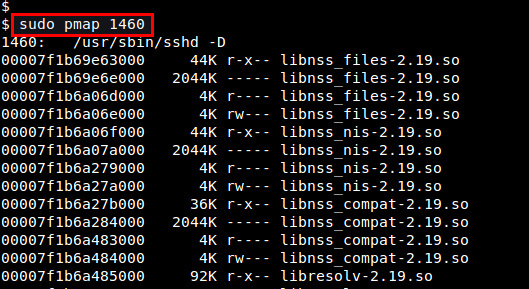 $
$ sudo pmap 1460
1460:   /usr/sbin/sshd -D
00007f1b69e63000     44K r-x-- libnss_files-2.19.so
00007f1b69e6e000   2044K ----- libnss_files-2.19.so
00007f1b6a06d000      4K r---- libnss_files-2.19.so
00007f1b6a06e000      4K rw--- libnss_files-2.19.so
00007f1b6a06f000     44K r-x-- libnss_nis-2.19.so
00007f1b6a07a000   2044K ----- libnss_nis-2.19.so
00007f1b6a279000      4K r---- libnss_nis-2.19.so
00007f1b6a27a000      4K rw--- libnss_nis-2.19.so
00007f1b6a27b000     36K r-x-- libnss_compat-2.19.so
00007f1b6a284000   2044K ----- libnss_compat-2.19.so
00007f1b6a483000      4K r---- libnss_compat-2.19.so
00007f1b6a484000      4K rw--- libnss_compat-2.19.so
00007f1b6a485000     92K r-x-- libresolv-2.19.so